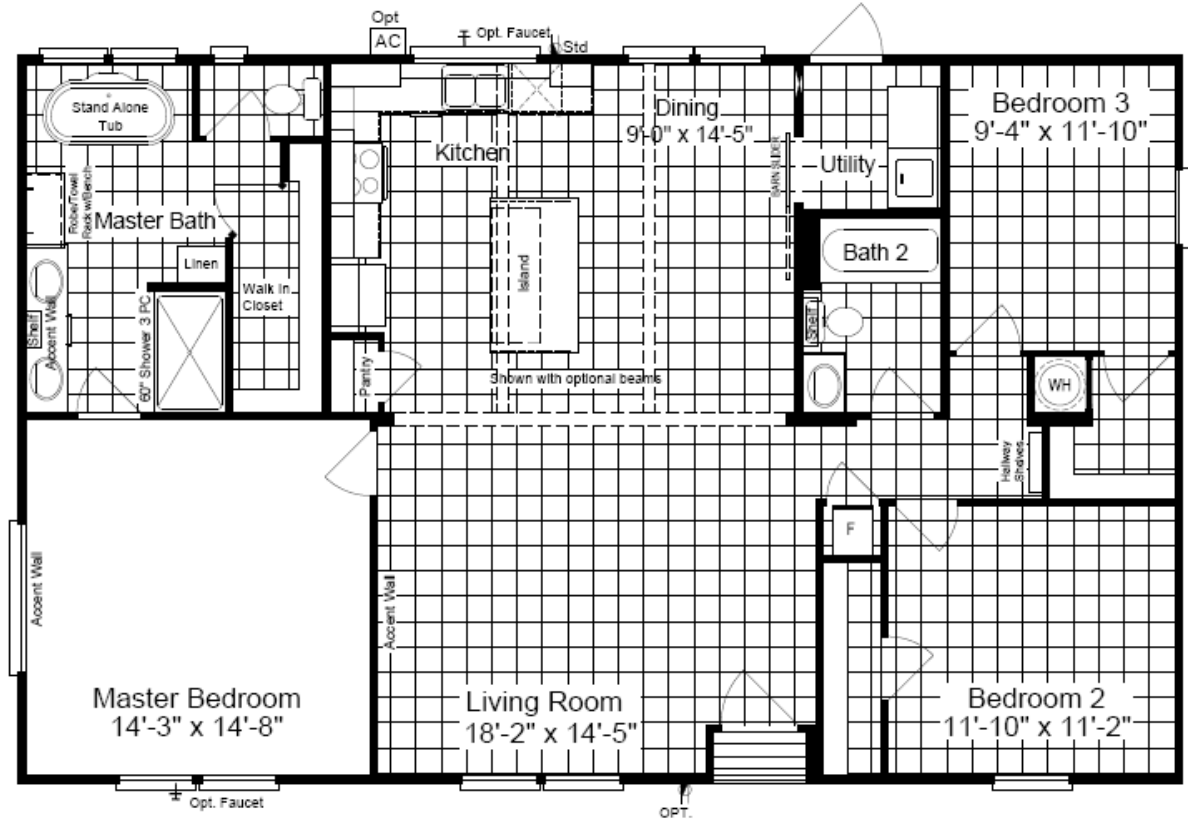 Opt
AC
Opt. Faucet
Std
Stand Alone
Tub
Dining
9'-0" x 14'-5"
Bedroom 3
9'-4" x 11'-10"
Kitchen
BARN SLIDER
Utility
Robe/Towel
Rack w/Bench
Master Bath
Linen
Bath 2
Island
Walk In
Closet
Shelf
Accent Wall
60" Shower 3 PC
Shelf
Pantry
Shown with optional beams
WH
Hallway
Shelves
F
Accent Wall
Accent Wall
Master Bedroom
14'-3" x 14'-8"
Living Room
18'-2" x 14'-5"
Bedroom 2
11'-10" x 11'-2"
Opt. Faucet
OPT.